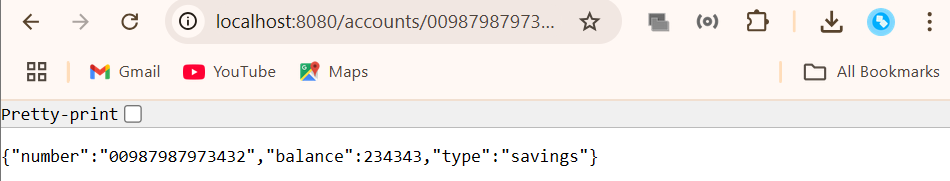 localhost:8080/accounts/00987987973...
Gmail YouTube Maps All Bookmarks
Pretty-print
{"number":"00987987973432","balance":234343,"type":"savings"}